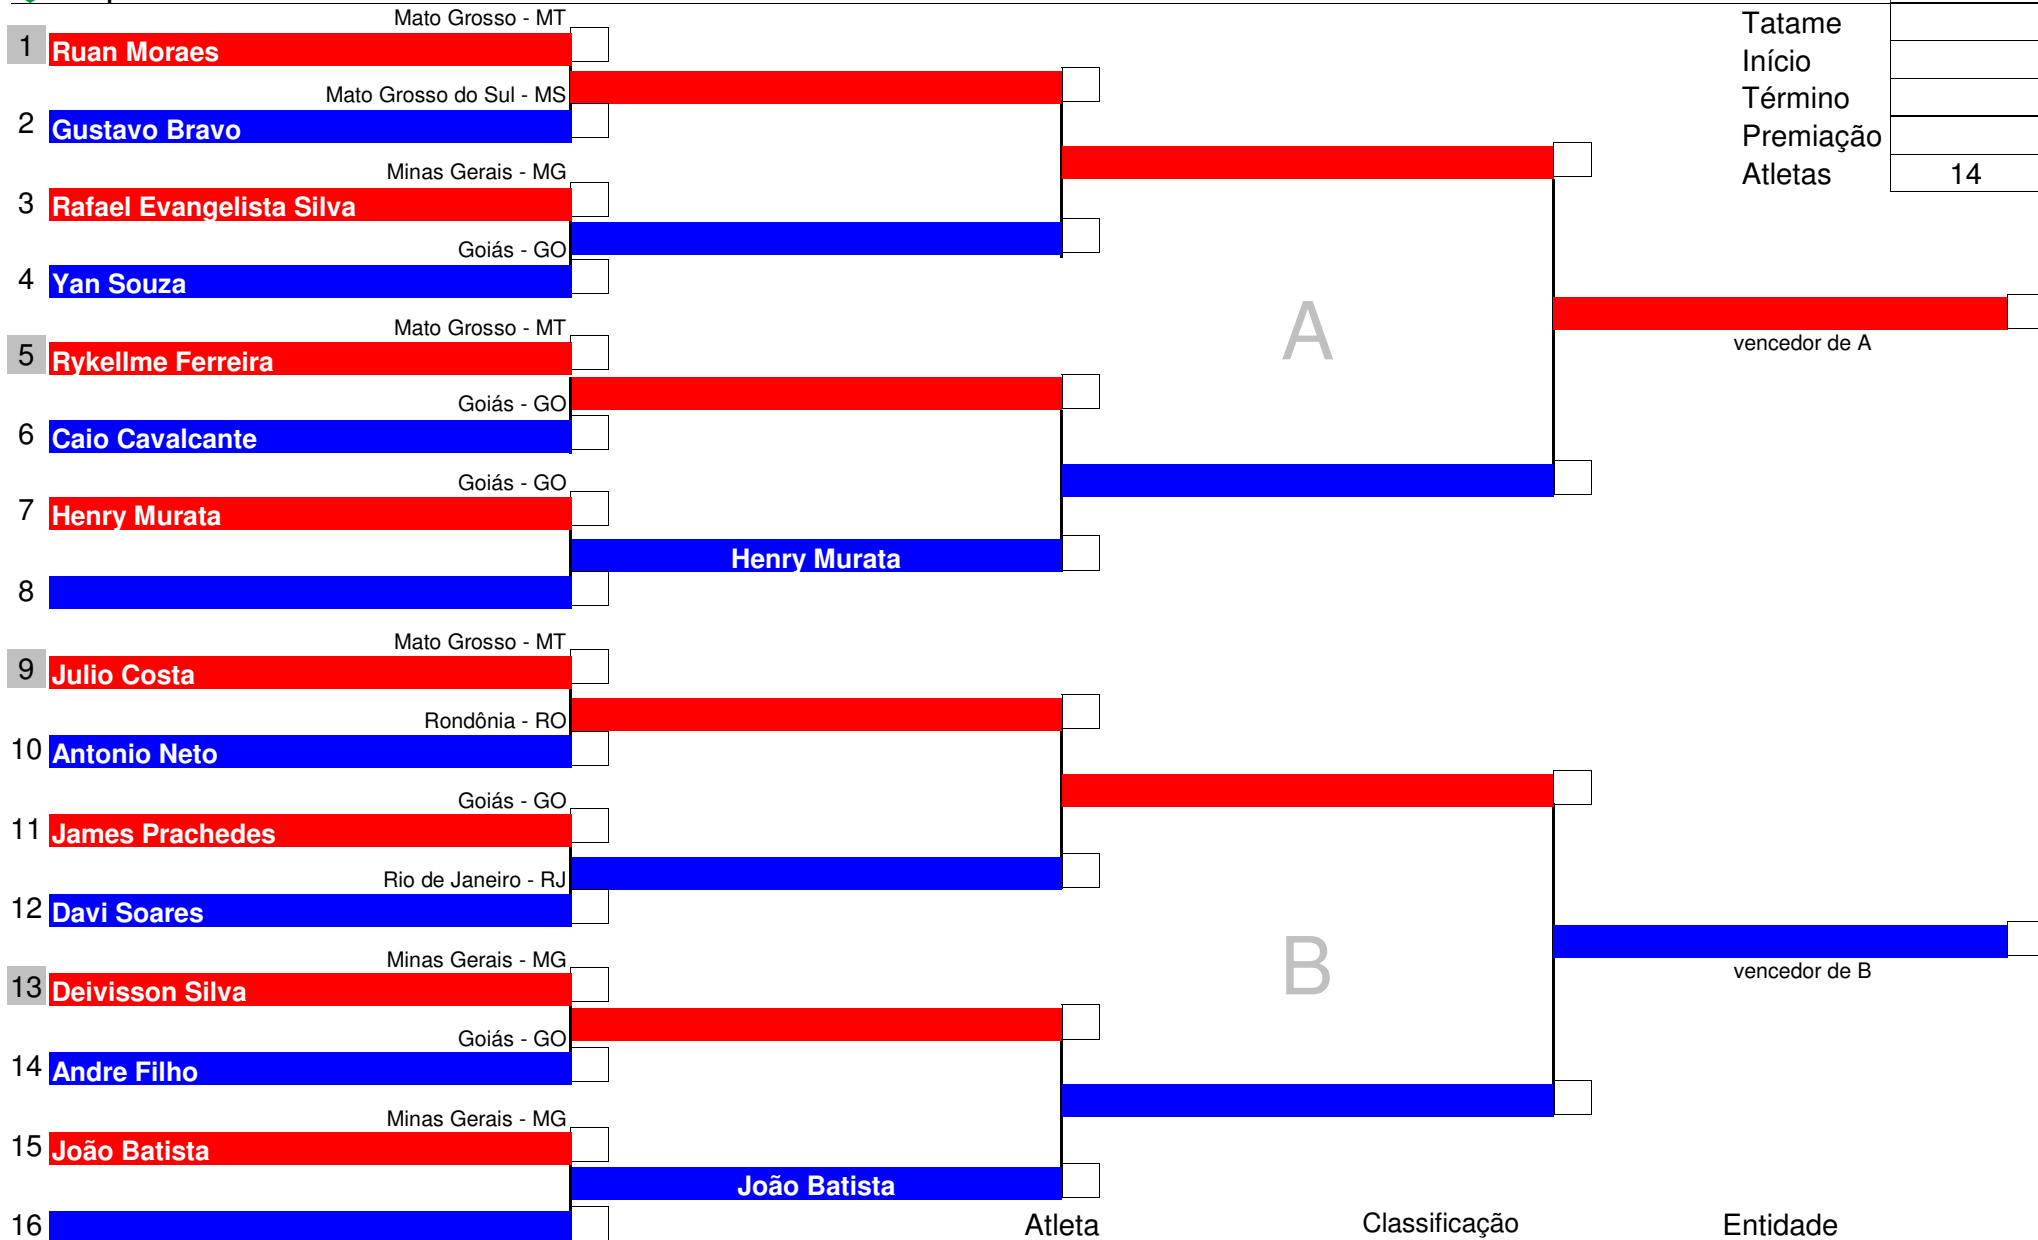 Mato Grosso - MT
1 Ruan Moraes
Mato Grosso do Sul - MS
2 Gustavo Bravo
Minas Gerais - MG
3 Rafael Evangelista Silva
Goiás - GO
4 Yan Souza
Mato Grosso - MT
5 Rykellme Ferreira
Goiás - GO
6 Caio Cavalcante
Goiás - GO
7 Henry Murata
Henry Murata
8
Mato Grosso - MT
9 Julio Costa
Rondônia - RO
10 Antonio Neto
Goiás - GO
11 James Prachedes
Rio de Janeiro - RJ
12 Davi Soares
Minas Gerais - MG
13 Deivisson Silva
Goiás - GO
14 Andre Filho
Minas Gerais - MG
15 João Batista
João Batista
16
A
B
Tatame
Início
Término
Premiação
Atletas 14
vencedor de A
vencedor de B
Atleta Classificação Entidade